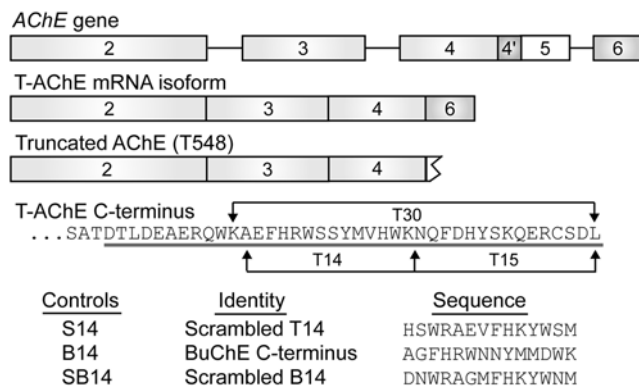 AChE gene
2 3 4 4' 5 6
T-AChE mRNA isoform
2 3 4 6
Truncated AChE (T548)
2 3 4
T-AChE C-terminus
T30
...SATDTLDEAERQWKAEFHRWSSYMVHWKNQFDHYSKQERCSDL
T14 T15
Controls Identity Sequence
S14 Scrambled T14 HSWRAEVFHKYWSM
B14 BuChE C-terminus AGFHRWNNYMMDWK
SB14 Scrambled B14 DNWRAGMFHKYWNM